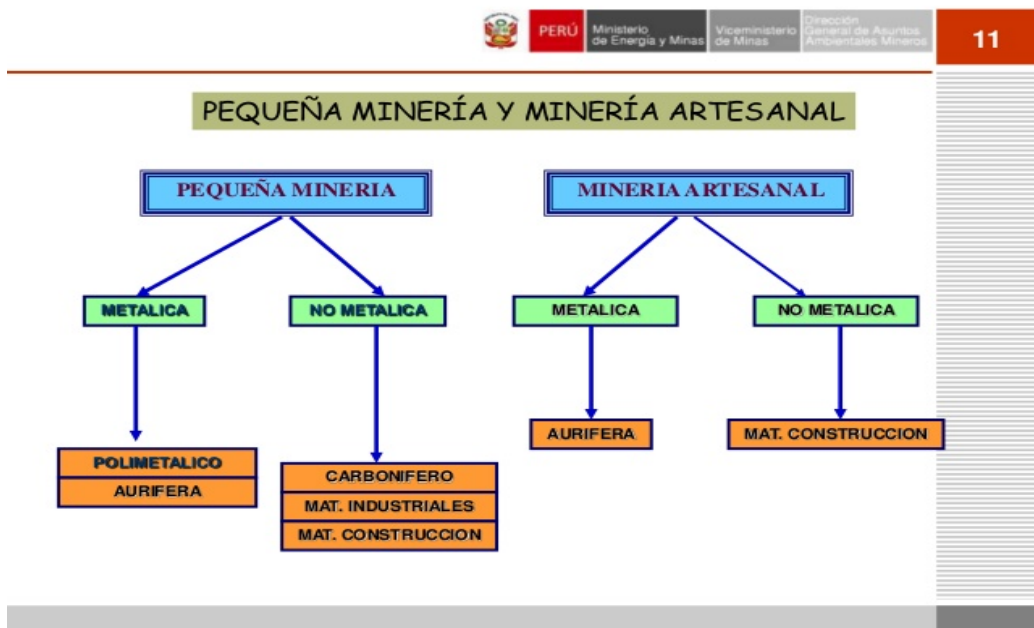 PERÚ
Ministerio
de Energía y Minas
Viceministerio
de Minas
Dirección
General de Asuntos
Ambientales Mineros
11
PEQUEÑA MINERÍA Y MINERÍA ARTESANAL
PEQUEÑA MINERIA
MINERIA ARTESANAL
METALICA
NO METALICA
METALICA
NO METALICA
POLIMETALICO
AURIFERA
CARBONIFERO
MAT. INDUSTRIALES
MAT. CONSTRUCCION
AURIFERA
MAT. CONSTRUCCION